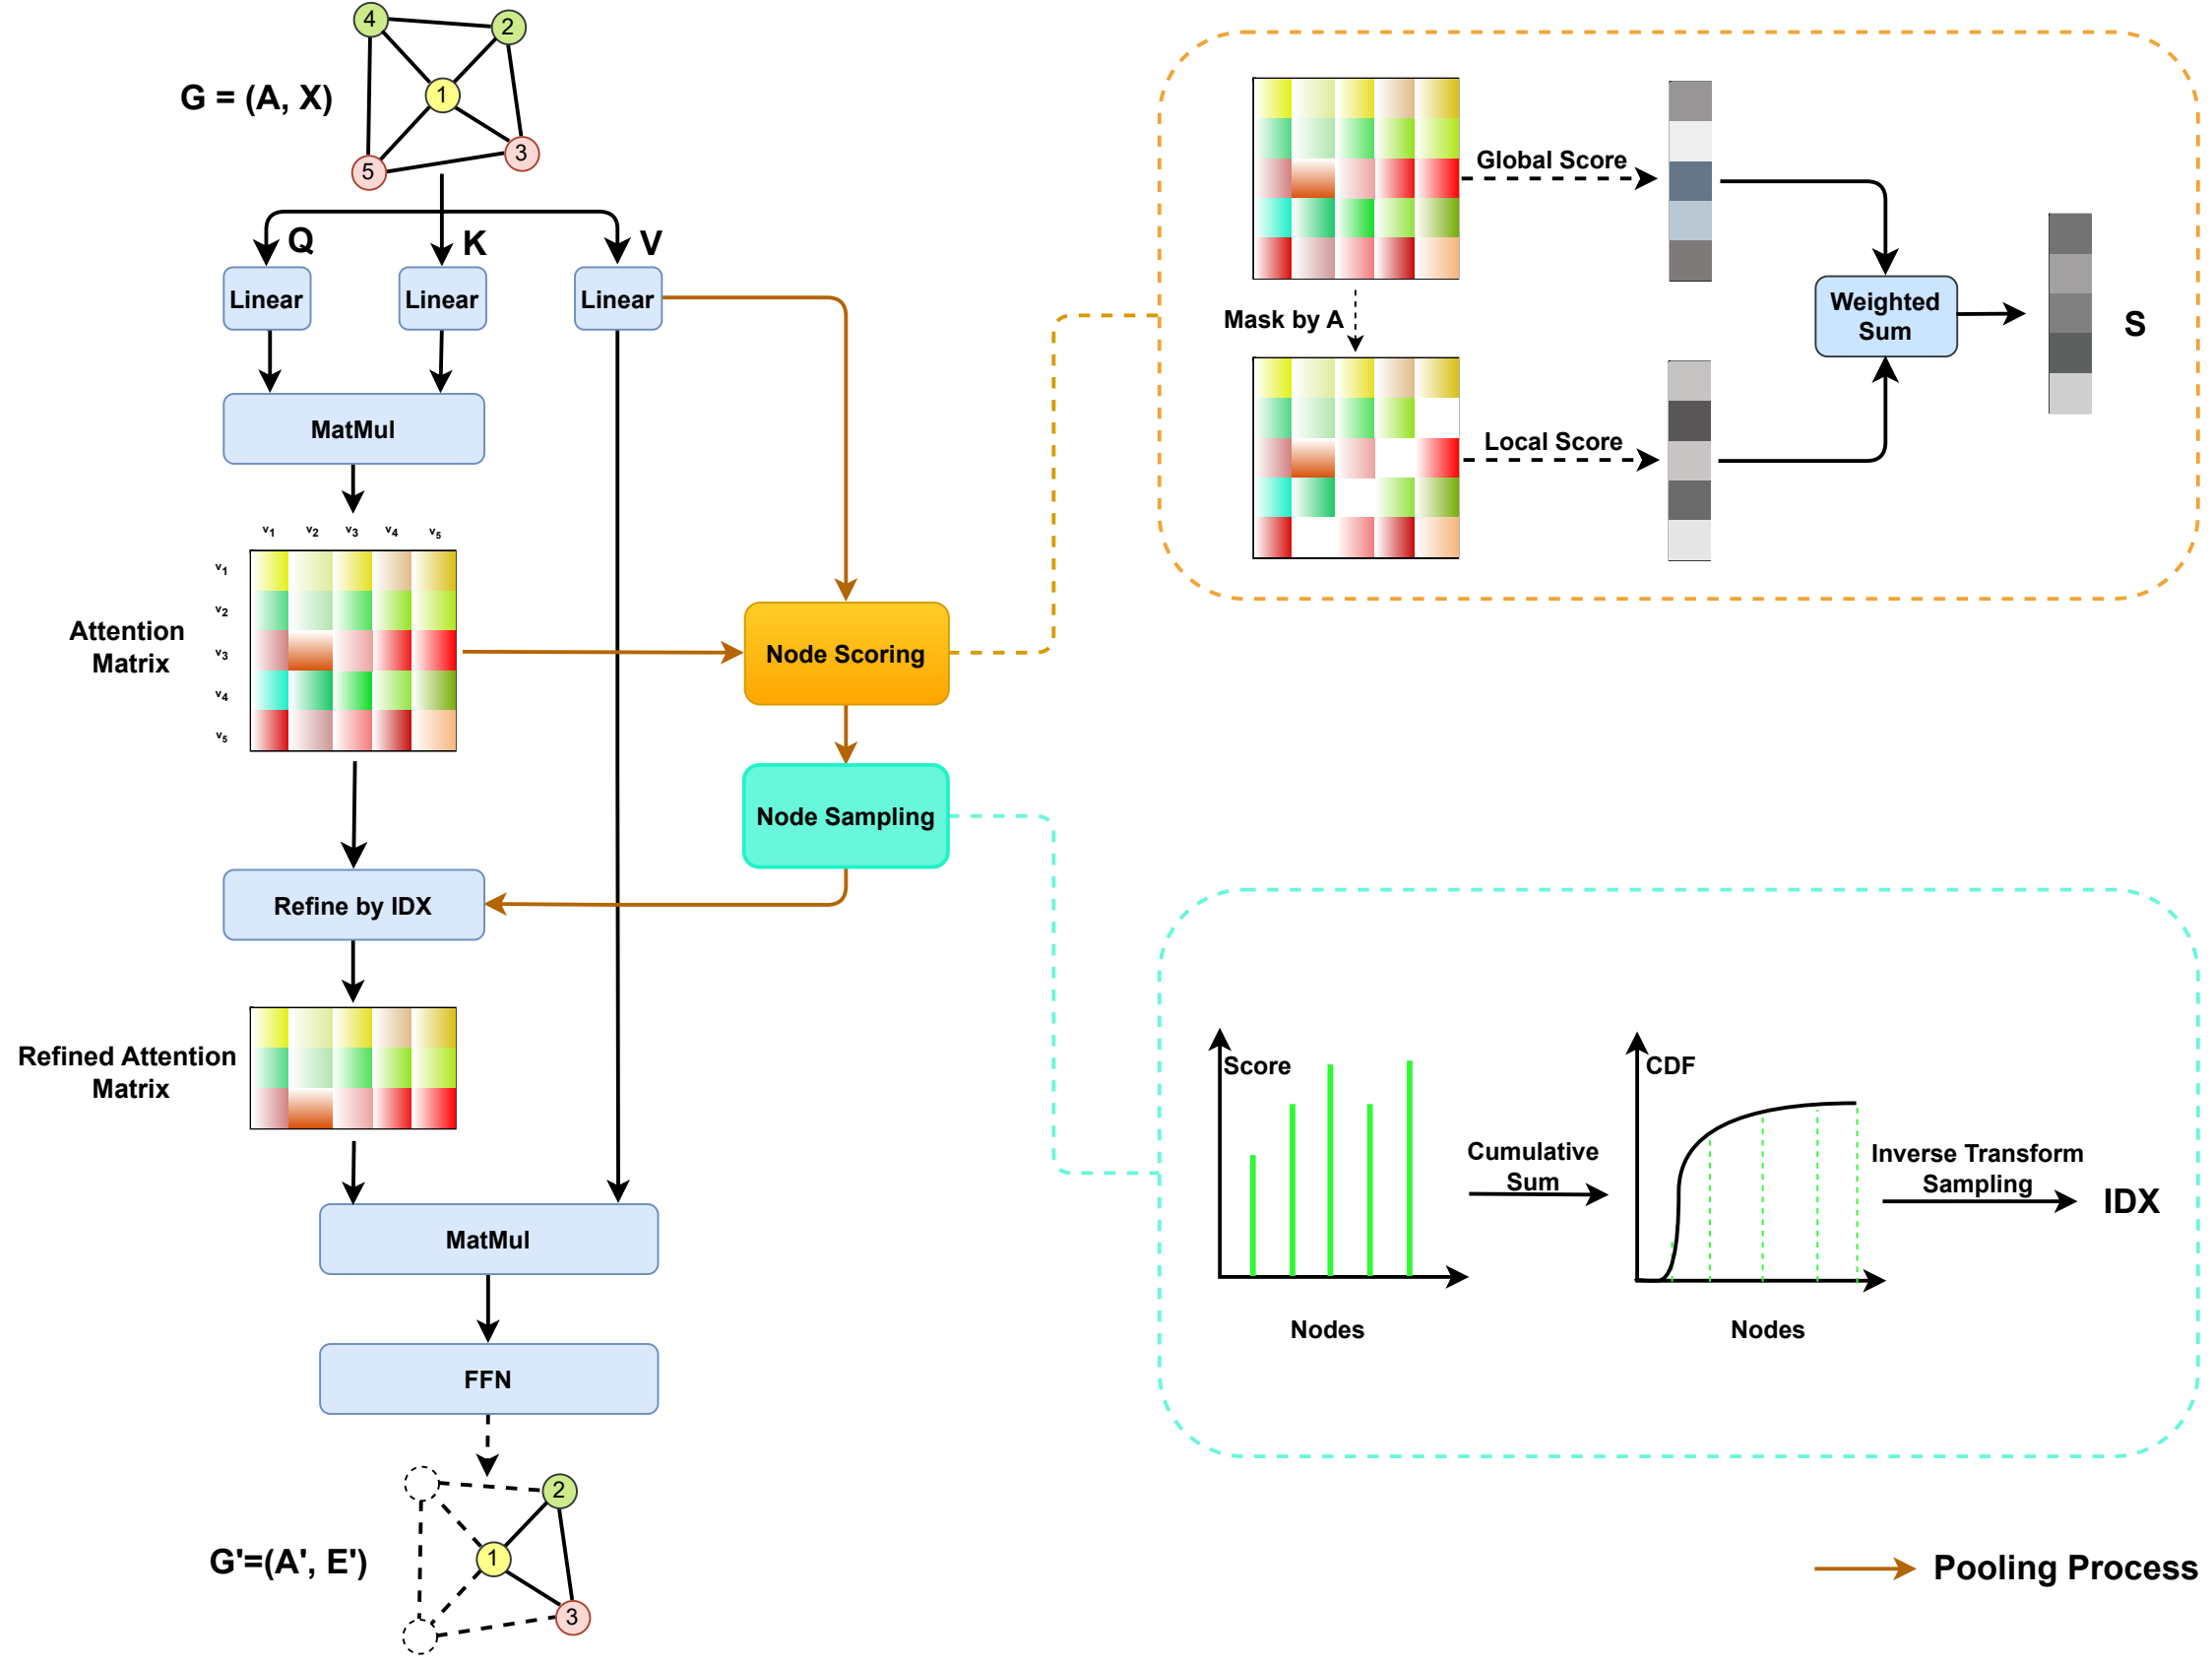 4
2
1
3
5
G = (A, X)
Q
K
V
Linear
Linear
Linear
MatMul
v1
v2
v3
v4
v5
v1
v2
v3
v4
v5
Attention
Matrix
Refine by IDX
Refined Attention
Matrix
MatMul
FFN
2
1
3
G'=(A', E')
Node Scoring
Node Sampling
Global Score
Mask by A
Local Score
Weighted
Sum
S
Score
Nodes
Cumulative
Sum
CDF
Nodes
Inverse Transform
Sampling
IDX
Pooling Process